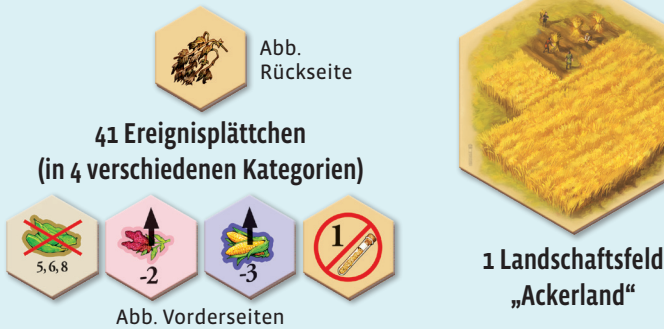 Abb.
Rückseite
41 Ereignisplättchen
(in 4 verschiedenen Kategorien)
5, 6, 8
-2
-3
1
Abb. Vorderseiten
1 Landschaftsfeld
„Ackerland“